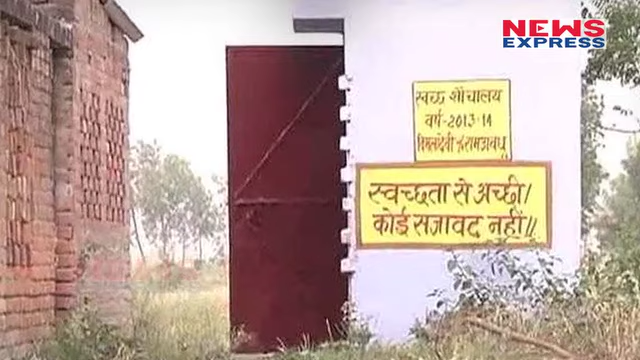 NEWS
EXPRESS
स्वच्छ शौचालय
वर्ष-2013-14
स्वच्छता से अच्छी।
कोई सजावट नहीं॥